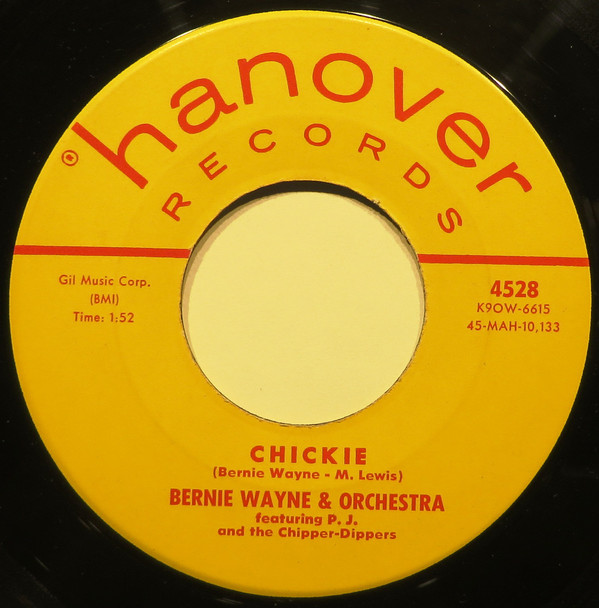 hanover
®
RECORDS
Gil Music Corp.
(BMI)
Time: 1:52
4528
K9OW-6615
45-MAH-10,133
CHICKIE
(Bernie Wayne - M. Lewis)
BERNIE WAYNE & ORCHESTRA
featuring P. J.
and the Chipper-Dippers